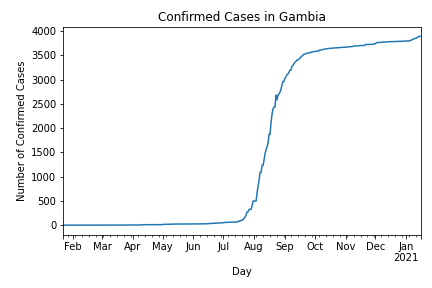 Confirmed Cases in Gambia
Number of Confirmed Cases
4000
3500
3000
2500
2000
1500
1000
500
0
Feb Mar Apr May Jun Jul Aug Sep Oct Nov Dec Jan
2021
Day